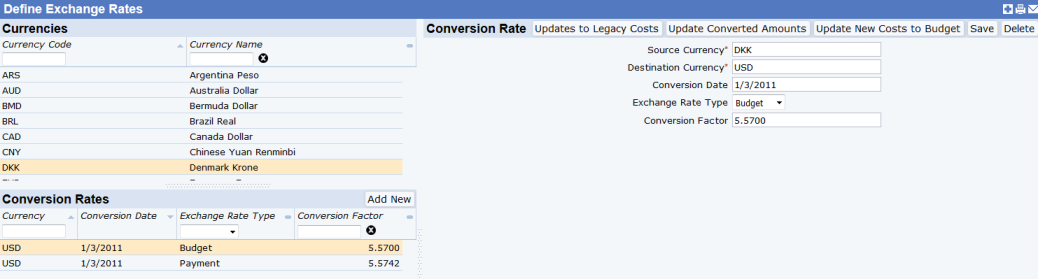 Define Exchange Rates
Currencies
Currency Code Currency Name
ARS Argentina Peso
AUD Australia Dollar
BMD Bermuda Dollar
BRL Brazil Real
CAD Canada Dollar
CNY Chinese Yuan Renminbi
DKK Denmark Krone
Conversion Rates Add New
Currency Conversion Date Exchange Rate Type Conversion Factor
USD 1/3/2011 Budget 5.5700
USD 1/3/2011 Payment 5.5742
Conversion Rate Updates to Legacy Costs Update Converted Amounts Update New Costs to Budget Save Delete
Source Currency* DKK
Destination Currency* USD
Conversion Date 1/3/2011
Exchange Rate Type Budget
Conversion Factor 5.5700